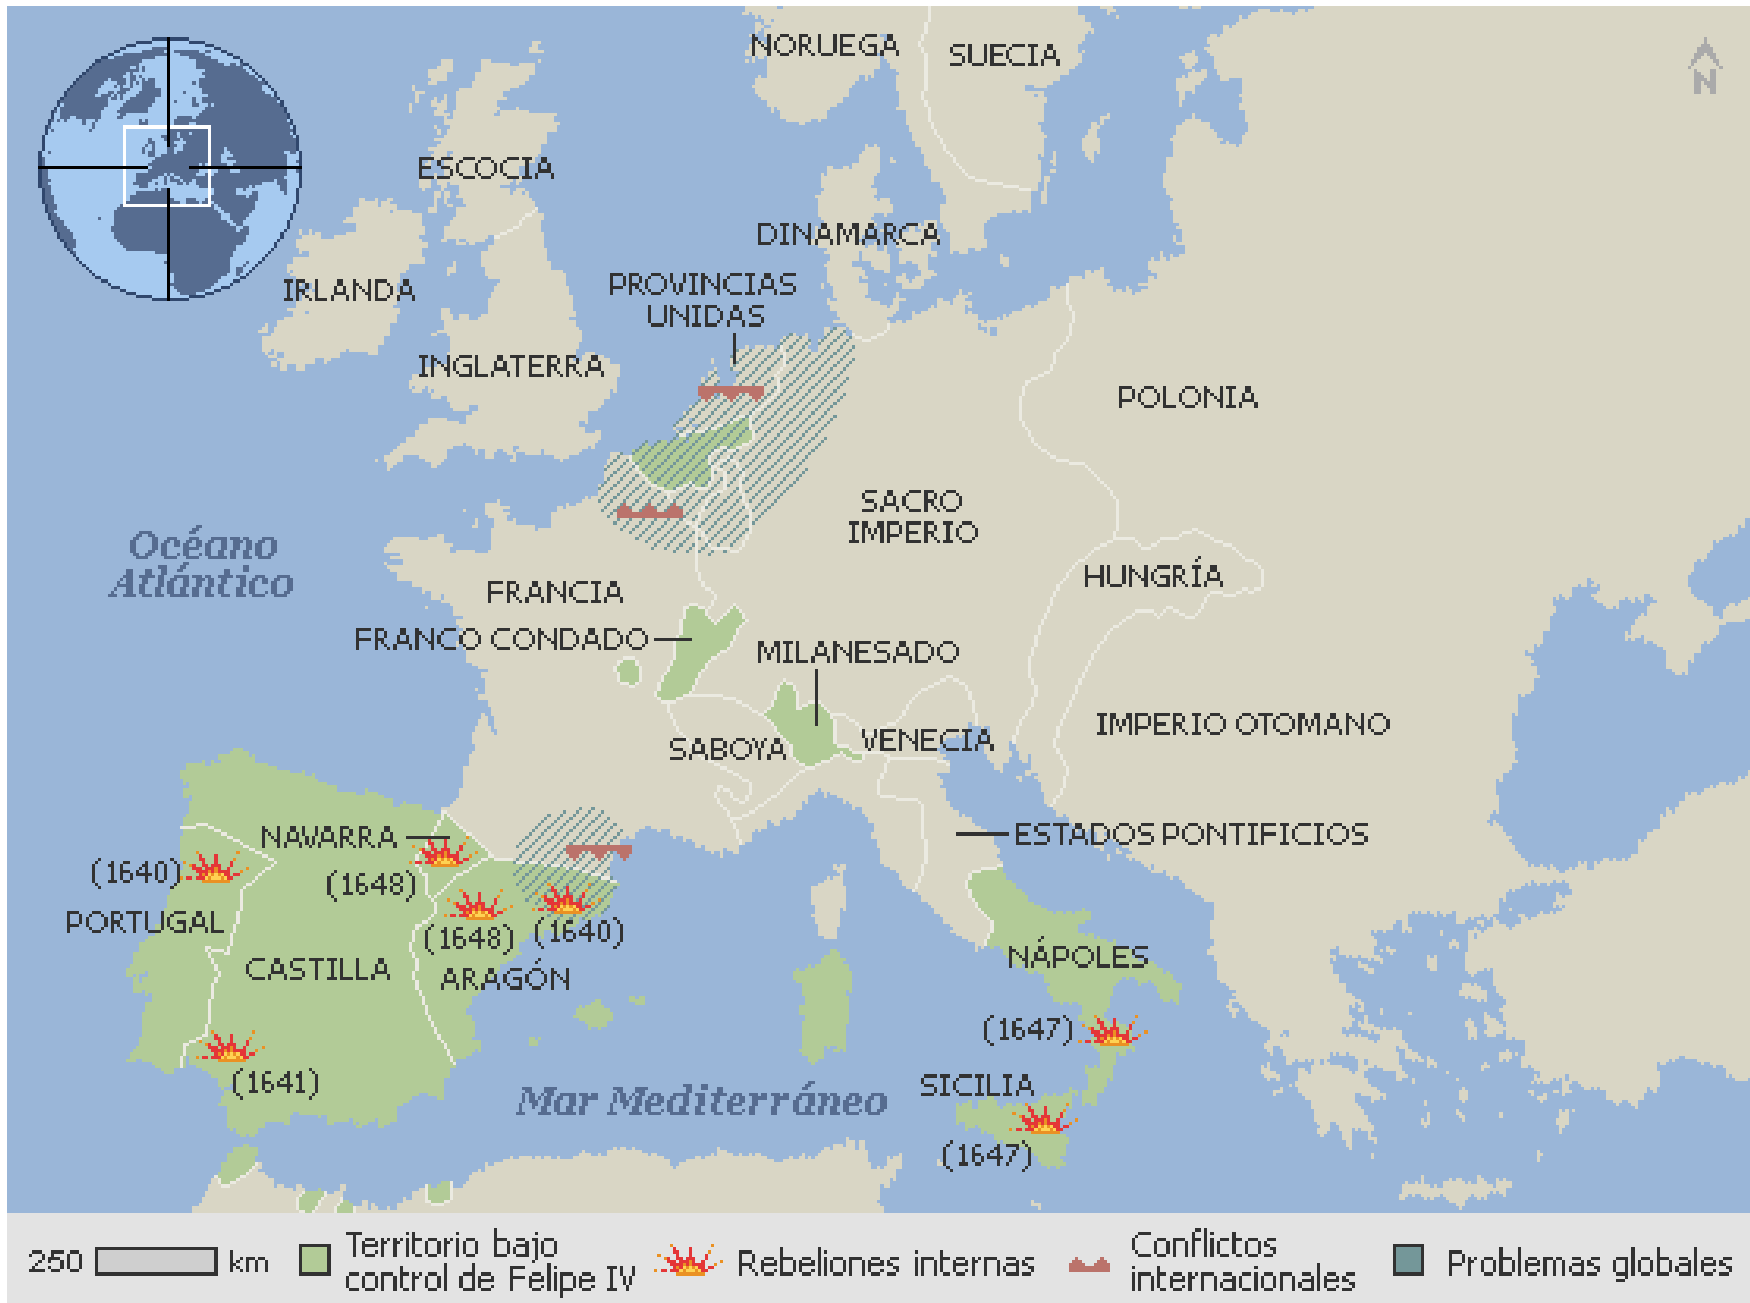 NORUEGA
SUECIA
N
ESCOCIA
DINAMARCA
PROVINCIAS
UNIDAS
IRLANDA
INGLATERRA
POLONIA
SACRO
IMPERIO
Océano
Atlántico
HUNGRÍA
FRANCIA
FRANCO CONDADO
MILANESADO
IMPERIO OTOMANO
SABOYA
VENECIA
NAVARRA
ESTADOS PONTIFICIOS
(1640)
(1648)
PORTUGAL
(1648)
(1640)
CASTILLA
ARAGÓN
NÁPOLES
(1647)
(1641)
Mar Mediterráneo
SICILIA
(1647)
250 km
Territorio bajo
control de Felipe IV
Rebeliones internas
Conflictos
internacionales
Problemas globales